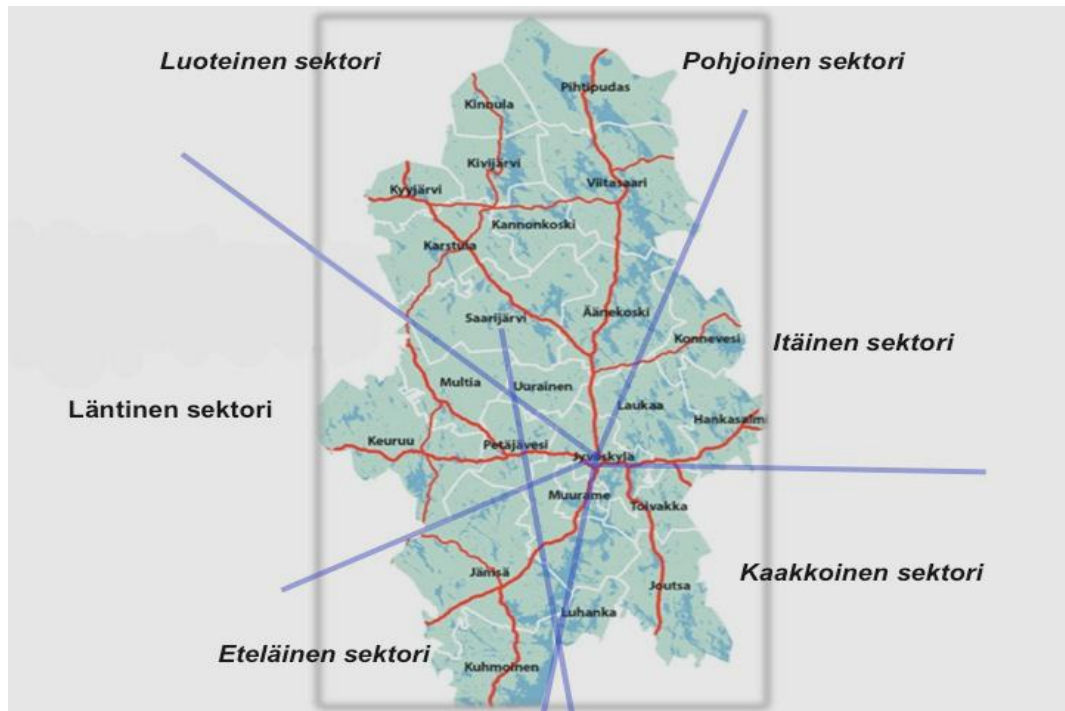 Luoteinen sektori
Pohjoinen sektori
Pihtipudas
Kinnula
Kivijärvi
Viitasaari
Kyyjärvi
Kannonkoski
Karstula
Saarijärvi
Äänekoski
Konnevesi
Itäinen sektori
Multia
Uurainen
Läntinen sektori
Laukaa
Hankasalmi
Keuruu
Petäjävesi
Jyväskylä
Muurame
Toivakka
Jämsä
Joutsa
Kaakkoinen sektori
Luhanka
Eteläinen sektori
Kuhmoinen